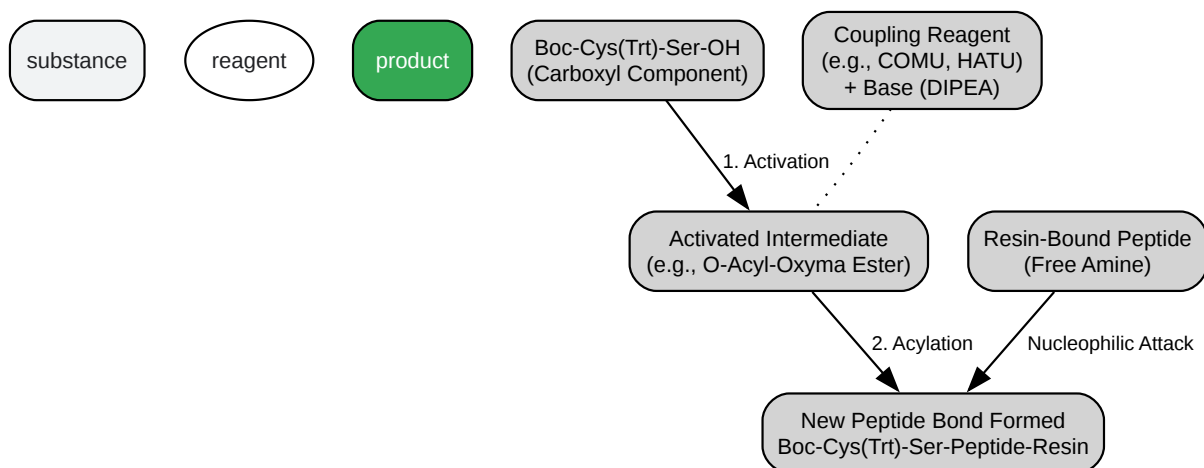 substance
reagent
product
Boc-Cys(Trt)-Ser-OH
(Carboxyl Component)
Coupling Reagent
(e.g., COMU, HATU)
+ Base (DIPEA)
1. Activation
Activated Intermediate
(e.g., O-Acyl-Oxyma Ester)
Resin-Bound Peptide
(Free Amine)
2. Acylation
Nucleophilic Attack
New Peptide Bond Formed
Boc-Cys(Trt)-Ser-Peptide-Resin